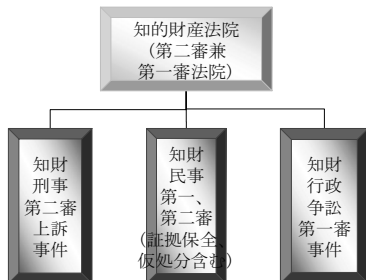 知的財産法院
(第二審兼
第一審法院)
知財
刑事
第二審
上訴
事件
知財
民事
第一、
第二審
(証拠保全、
仮処分含む)
知財
行政
争訟
第一審
事件